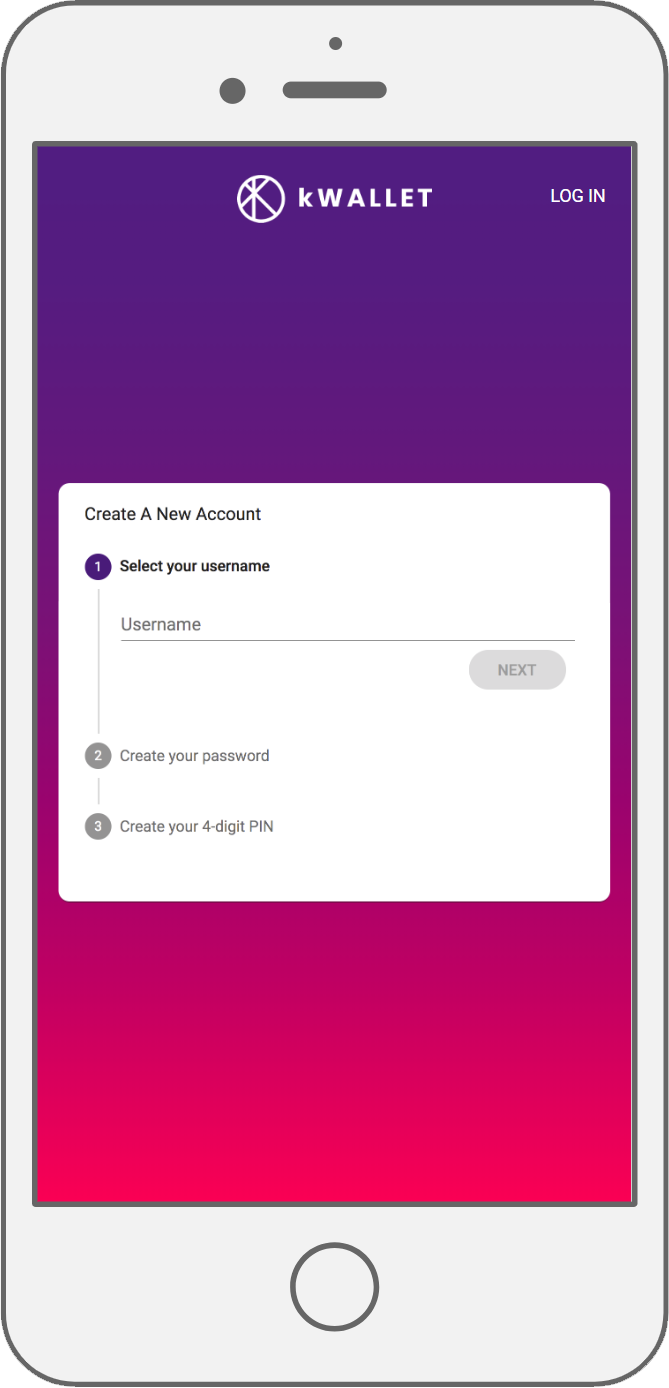 kWALLET
LOG IN
Create A New Account
1 Select your username
Username
NEXT
2 Create your password
3 Create your 4-digit PIN